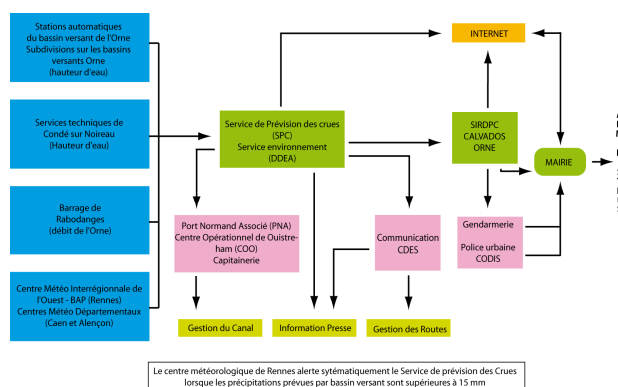 Stations automatiques
du bassin versant de l'Orne
Subdivisions sur les bassins
versants Orne
(hauteur d'eau)
Services techniques de
Condé sur Noireau
(Hauteur d'eau)
Barrage de
Rabodanges
(débit de l'Orne)
Centre Météo Interrégionale de
l'Ouest - BAP (Rennes)
Centres Météo Départementaux
(Caen et Alençon)
Service de Prévision des crues
(SPC)
Service environnement
(DDEA)
Port Normand Associé (PNA)
Centre Opérationnel de Ouistre-
ham (COO)
Capitainerie
Gestion du Canal
Information Presse
Communication
CDES
Gestion des Routes
INTERNET
SIRDPC
CALVADOS
ORNE
MAIRIE
Gendarmerie
Police urbaine
CODIS
Le centre météorologique de Rennes alerte sytématiquement le Service de prévision des Crues
lorsque les précipitations prévues par bassin versant sont supérieures à 15 mm